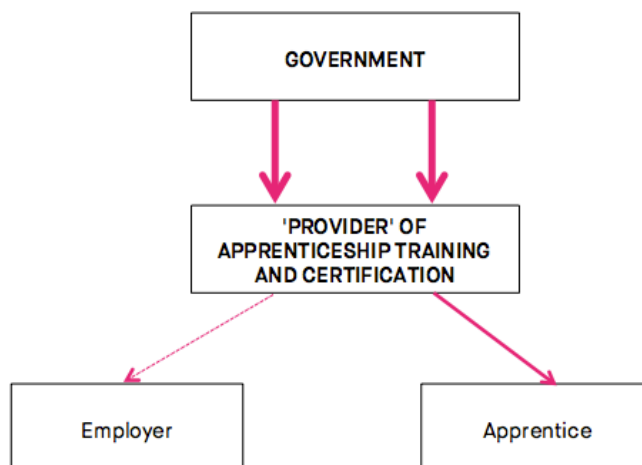 GOVERNMENT
'PROVIDER' OF
APPRENTICESHIP TRAINING
AND CERTIFICATION
Employer
Apprentice